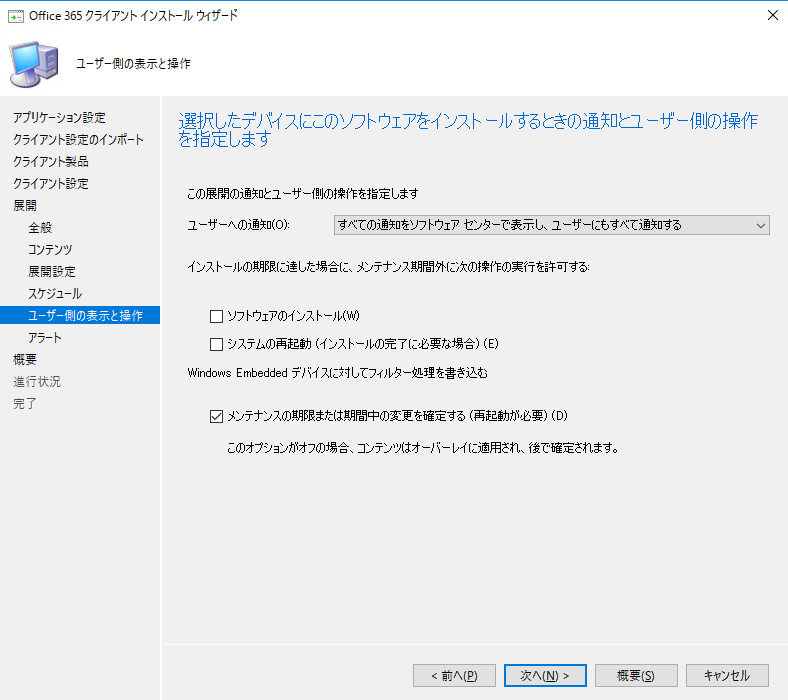 Office 365 クライアント インストール ウィザード
ユーザー側の表示と操作
アプリケーション設定
クライアント設定のインポート
クライアント製品
クライアント設定
展開
全般
コンテンツ
展開設定
スケジュール
ユーザー側の表示と操作
アラート
概要
進行状況
完了
選択したデバイスにこのソフトウェアをインストールするときの通知とユーザー側の操作
を指定します
この展開の通知とユーザー側の操作を指定します
ユーザーへの通知(O): すべての通知をソフトウェア センターで表示し、ユーザーにもすべて通知する
インストールの期限に達した場合に、メンテナンス期間外に次の操作の実行を許可する:
ソフトウェアのインストール(W)
システムの再起動 (インストールの完了に必要な場合) (E)
Windows Embedded デバイスに対してフィルター処理を書き込む
メンテナンスの期限または期間中の変更を確定する (再起動が必要) (D)
このオプションがオフの場合、コンテンツはオーバーレイに適用され、後で確定されます。
< 前へ(P) 次へ(N) > 概要(S) キャンセル